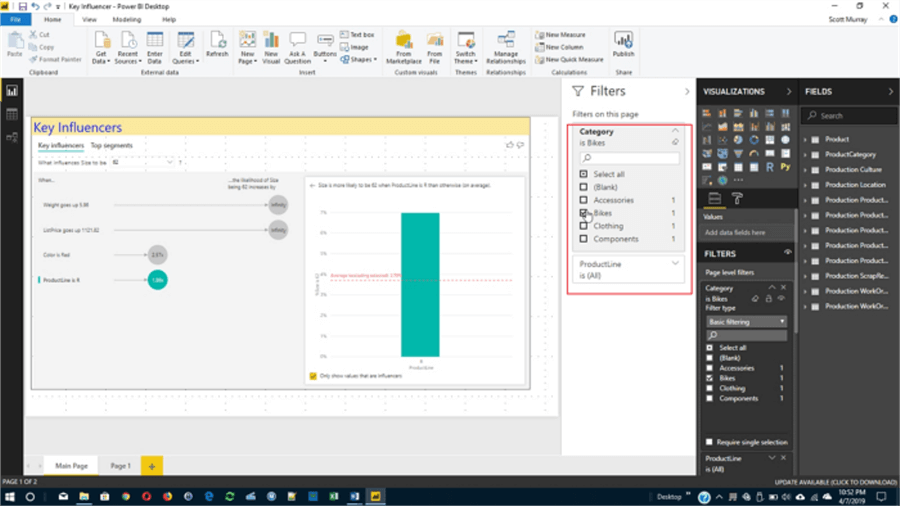 Key Influencer - Power BI Desktop
Scott Murray
File Home View Modeling Help
Paste
Cut
Copy
Format Painter
Clipboard
Get Data
Recent Sources
Enter Data
Edit Queries
External data
Refresh
New Page
New Visual
Ask A Question
Buttons
Text box
Image
Shapes
Insert
From Marketplace
From File
Custom visuals
Switch Theme
Themes
Manage Relationships
Relationships
New Measure
New Column
New Quick Measure
Calculations
Publish
Share
Key Influencers
Key influencers Top segments
What influences Size to be 62 ?
When...
...the likelihood of Size being 62 increases by
Weight goes up 5.98
Infinity
ListPrice goes up 1121.62
Infinity
Color is Red
ProductLine is R
Size is more likely to be 62 when ProductLine is R than otherwise (on average).
7%
6%
5%
4%
3%
2%
1%
0%
R
ProductLine
Only show values that are influencers
Filters
Filters on this page
Category
is Bikes
Select all
(Blank)
Accessories 1
Bikes 1
Clothing 1
Components 1
ProductLine
is (All)
VISUALIZATIONS
R Py
Values
Add data fields here
FILTERS
Page level filters
Category
is Bikes
Filter type
Basic filtering
Select all
(Blank)
Accessories 1
Bikes 1
Clothing 1
Components 1
Require single selection
ProductLine
is (All)
FIELDS
Search
Product
ProductCategory
Production Culture
Production Location
Production Product...
Production Product...
Production Product...
Production Product...
Production Product...
Production ScrapRe...
Production WorkOr...
Production WorkOr...
Main Page Page 1 +
PAGE 1 OF 2
UPDATE AVAILABLE (CLICK TO DOWNLOAD)
Desktop
10:52 PM
4/7/2019